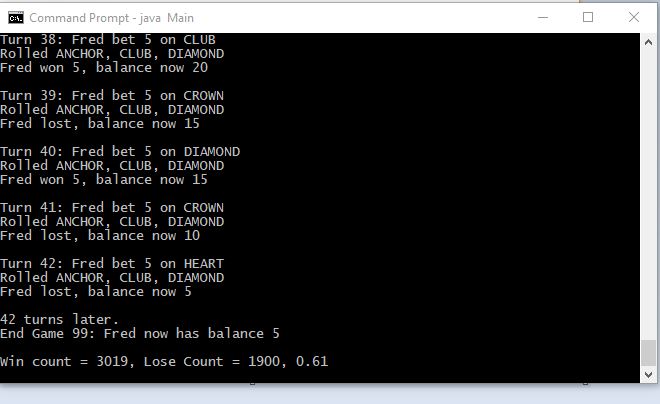 Command Prompt - java Main
Turn 38: Fred bet 5 on CLUB
Rolled ANCHOR, CLUB, DIAMOND
Fred won 5, balance now 20
Turn 39: Fred bet 5 on CROWN
Rolled ANCHOR, CLUB, DIAMOND
Fred lost, balance now 15
Turn 40: Fred bet 5 on DIAMOND
Rolled ANCHOR, CLUB, DIAMOND
Fred won 5, balance now 15
Turn 41: Fred bet 5 on CROWN
Rolled ANCHOR, CLUB, DIAMOND
Fred lost, balance now 10
Turn 42: Fred bet 5 on HEART
Rolled ANCHOR, CLUB, DIAMOND
Fred lost, balance now 5
42 turns later.
End Game 99: Fred now has balance 5
Win count = 3019, Lose Count = 1900, 0.61